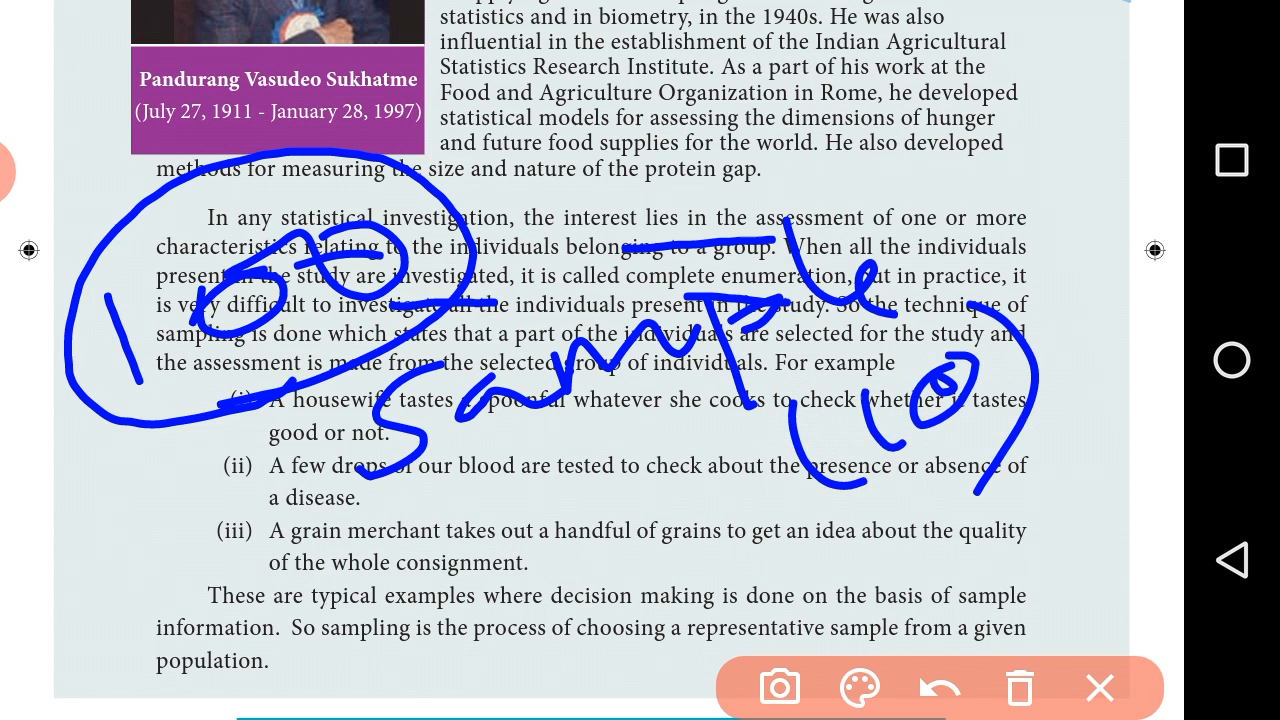 statistics and in biometry, in the 1940s. He was also
influential in the establishment of the Indian Agricultural
Statistics Research Institute. As a part of his work at the
Food and Agriculture Organization in Rome, he developed
statistical models for assessing the dimensions of hunger
and future food supplies for the world. He also developed
methods for measuring the size and nature of the protein gap.
Pandurang Vasudeo Sukhatme
(July 27, 1911 - January 28, 1997)
In any statistical investigation, the interest lies in the assessment of one or more
characteristics relating to the individuals belonging to a group. When all the individuals
present in the study are investigated, it is called complete enumeration, but in practice, it
is very difficult to investigate all the individuals present in the study. So the technique of
sampling is done which states that a part of the individuals are selected for the study and
the assessment is made from the selected group of individuals. For example
(i) A housewife tastes a spoonful whatever she cooks to check whether it tastes
good or not.
(ii) A few drops of our blood are tested to check about the presence or absence of
a disease.
(iii) A grain merchant takes out a handful of grains to get an idea about the quality
of the whole consignment.
These are typical examples where decision making is done on the basis of sample
information. So sampling is the process of choosing a representative sample from a given
population.
100
Sample
(10)